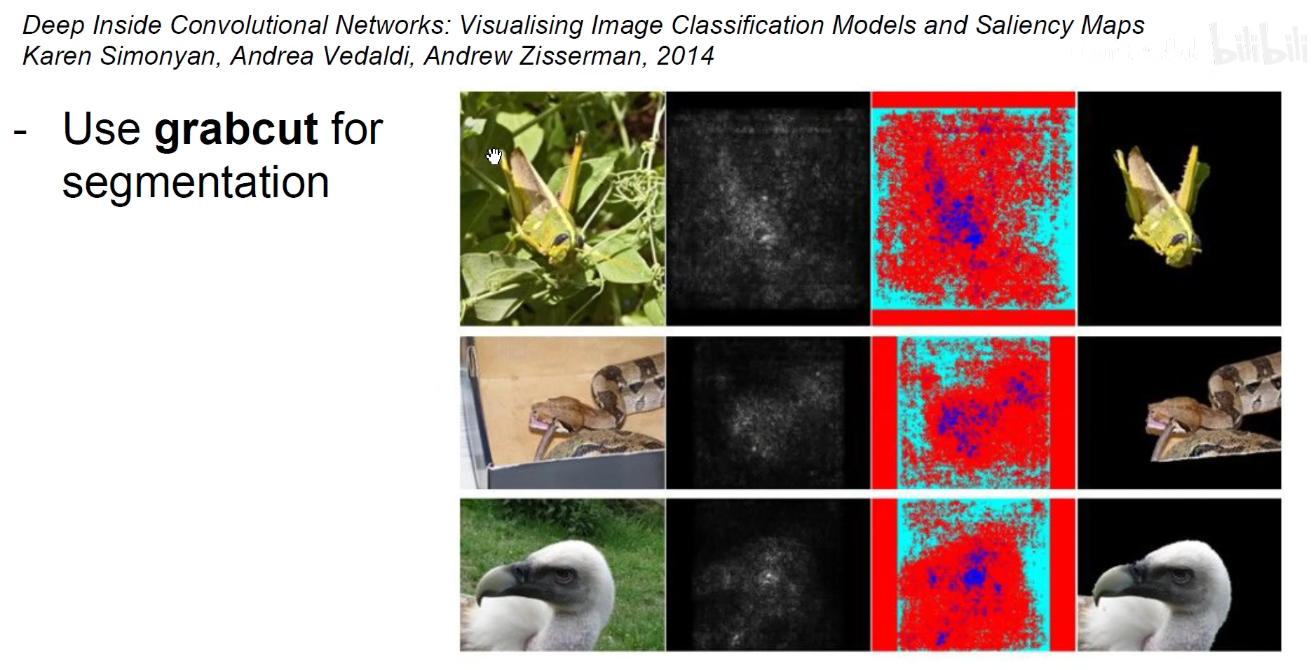 Deep Inside Convolutional Networks: Visualising Image Classification Models and Saliency Maps
Karen Simonyan, Andrea Vedaldi, Andrew Zisserman, 2014
bilibili
- Use grabcut for
segmentation